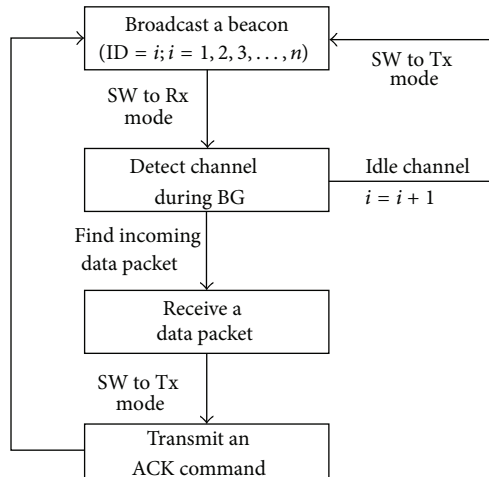 Broadcast a beacon
(ID = i; i = 1, 2, 3, . . . , n)
SW to Tx
mode
SW to Rx
mode
Detect channel
during BG
Idle channel
i = i + 1
Find incoming
data packet
Receive a
data packet
SW to Tx
mode
Transmit an
ACK command